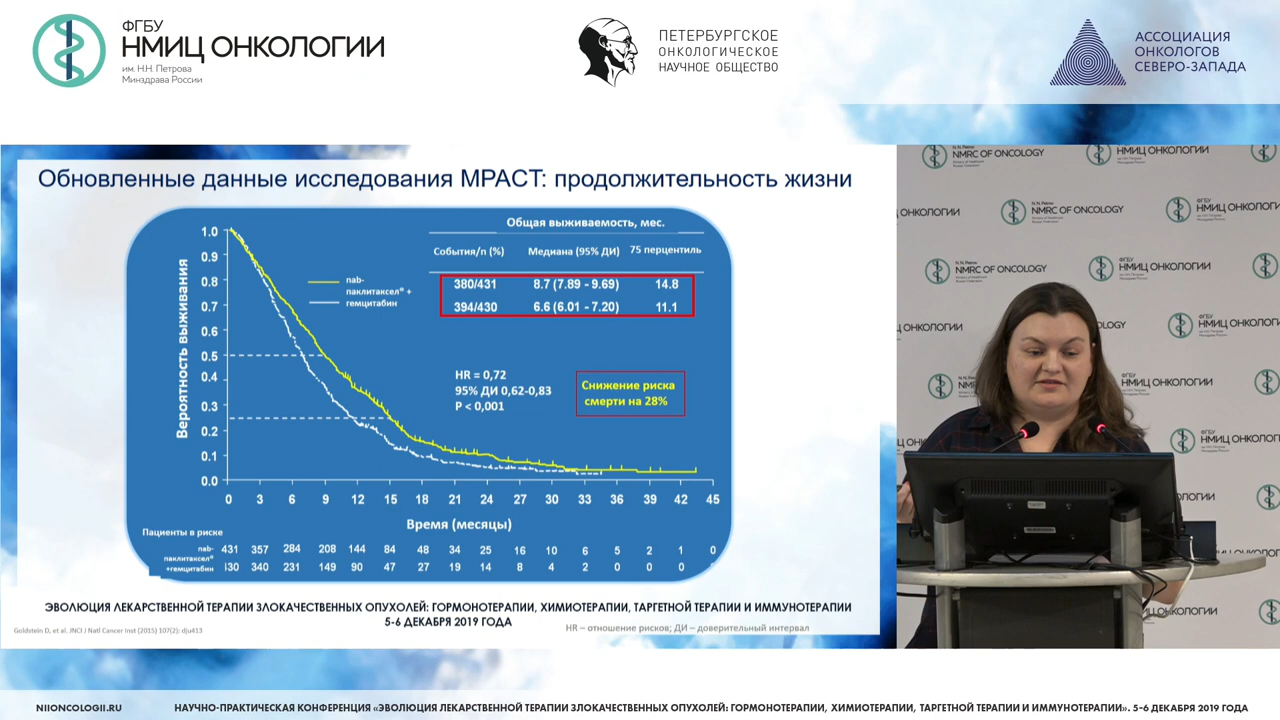 ФГБУ
НМИЦ ОНКОЛОГИИ
им. Н.Н. Петрова
Минздрава России
ПЕТЕРБУРГСКОЕ
ОНКОЛОГИЧЕСКОЕ
НАУЧНОЕ ОБЩЕСТВО
АССОЦИАЦИЯ
ОНКОЛОГОВ
СЕВЕРО-ЗАПАДА
Обновленные данные исследования MPACT: продолжительность жизни
Общая выживаемость, мес.
События/n (%) Медиана (95% ДИ) 75 перцентиль
380/431 8.7 (7.89 - 9.69) 14.8
394/430 6.6 (6.01 - 7.20) 11.1
nab-
паклитаксел® +
гемцитабин
HR = 0,72
95% ДИ 0,62-0,83
P < 0,001
Снижение риска
смерти на 28%
Вероятность выживания
1.0
0.9
0.8
0.7
0.6
0.5
0.4
0.3
0.2
0.1
0.0
0 3 6 9 12 15 18 21 24 27 30 33 36 39 42 45
Время (месяцы)
Пациенты в риске
nab-
паклитаксел®
+гемцитабин
431 357 284 208 144 84 48 34 25 16 10 6 5 2 1 0
430 340 231 149 90 47 27 19 14 8 4 2 0 0 0 0
ЭВОЛЮЦИЯ ЛЕКАРСТВЕННОЙ ТЕРАПИИ ЗЛОКАЧЕСТВЕННЫХ ОПУХОЛЕЙ: ГОРМОНОТЕРАПИИ, ХИМИОТЕРАПИИ, ТАРГЕТНОЙ ТЕРАПИИ И ИММУНОТЕРАПИИ
5-6 ДЕКАБРЯ 2019 ГОДА
Goldstein D, et al. JNCI J Natl Cancer Inst (2015) 107(2): dju413
HR – отношение рисков; ДИ – доверительный интервал
N.N. Petrov
NMRC OF ONCOLOGY
ФГБУ
НМИЦ ОНКОЛОГИИ
NIIONCOLOGII.RU
НАУЧНО-ПРАКТИЧЕСКАЯ КОНФЕРЕНЦИЯ «ЭВОЛЮЦИЯ ЛЕКАРСТВЕННОЙ ТЕРАПИИ ЗЛОКАЧЕСТВЕННЫХ ОПУХОЛЕЙ: ГОРМОНОТЕРАПИИ, ХИМИОТЕРАПИИ, ТАРГЕТНОЙ ТЕРАПИИ И ИММУНОТЕРАПИИ». 5-6 ДЕКАБРЯ 2019 ГОДА